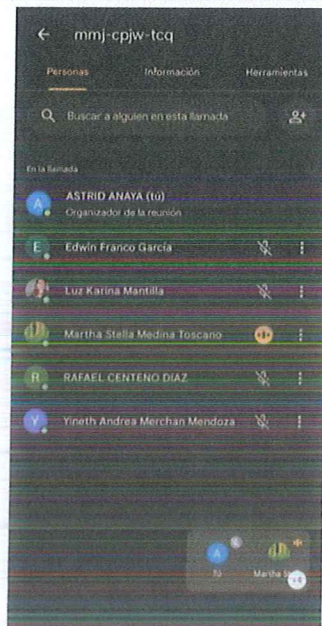 mmj-cpjw-tcq
Personas Información Herramientas
Buscar a alguien en esta llamada
En la llamada
A ASTRID ANAYA (tú)
Organizador de la reunión
E Edwin Franco García
Luz Karina Mantilla
Martha Stella Medina Toscano
R RAFAEL CENTENO DIAZ
Y Yineth Andrea Merchan Mendoza
A
Tú Martha
+4